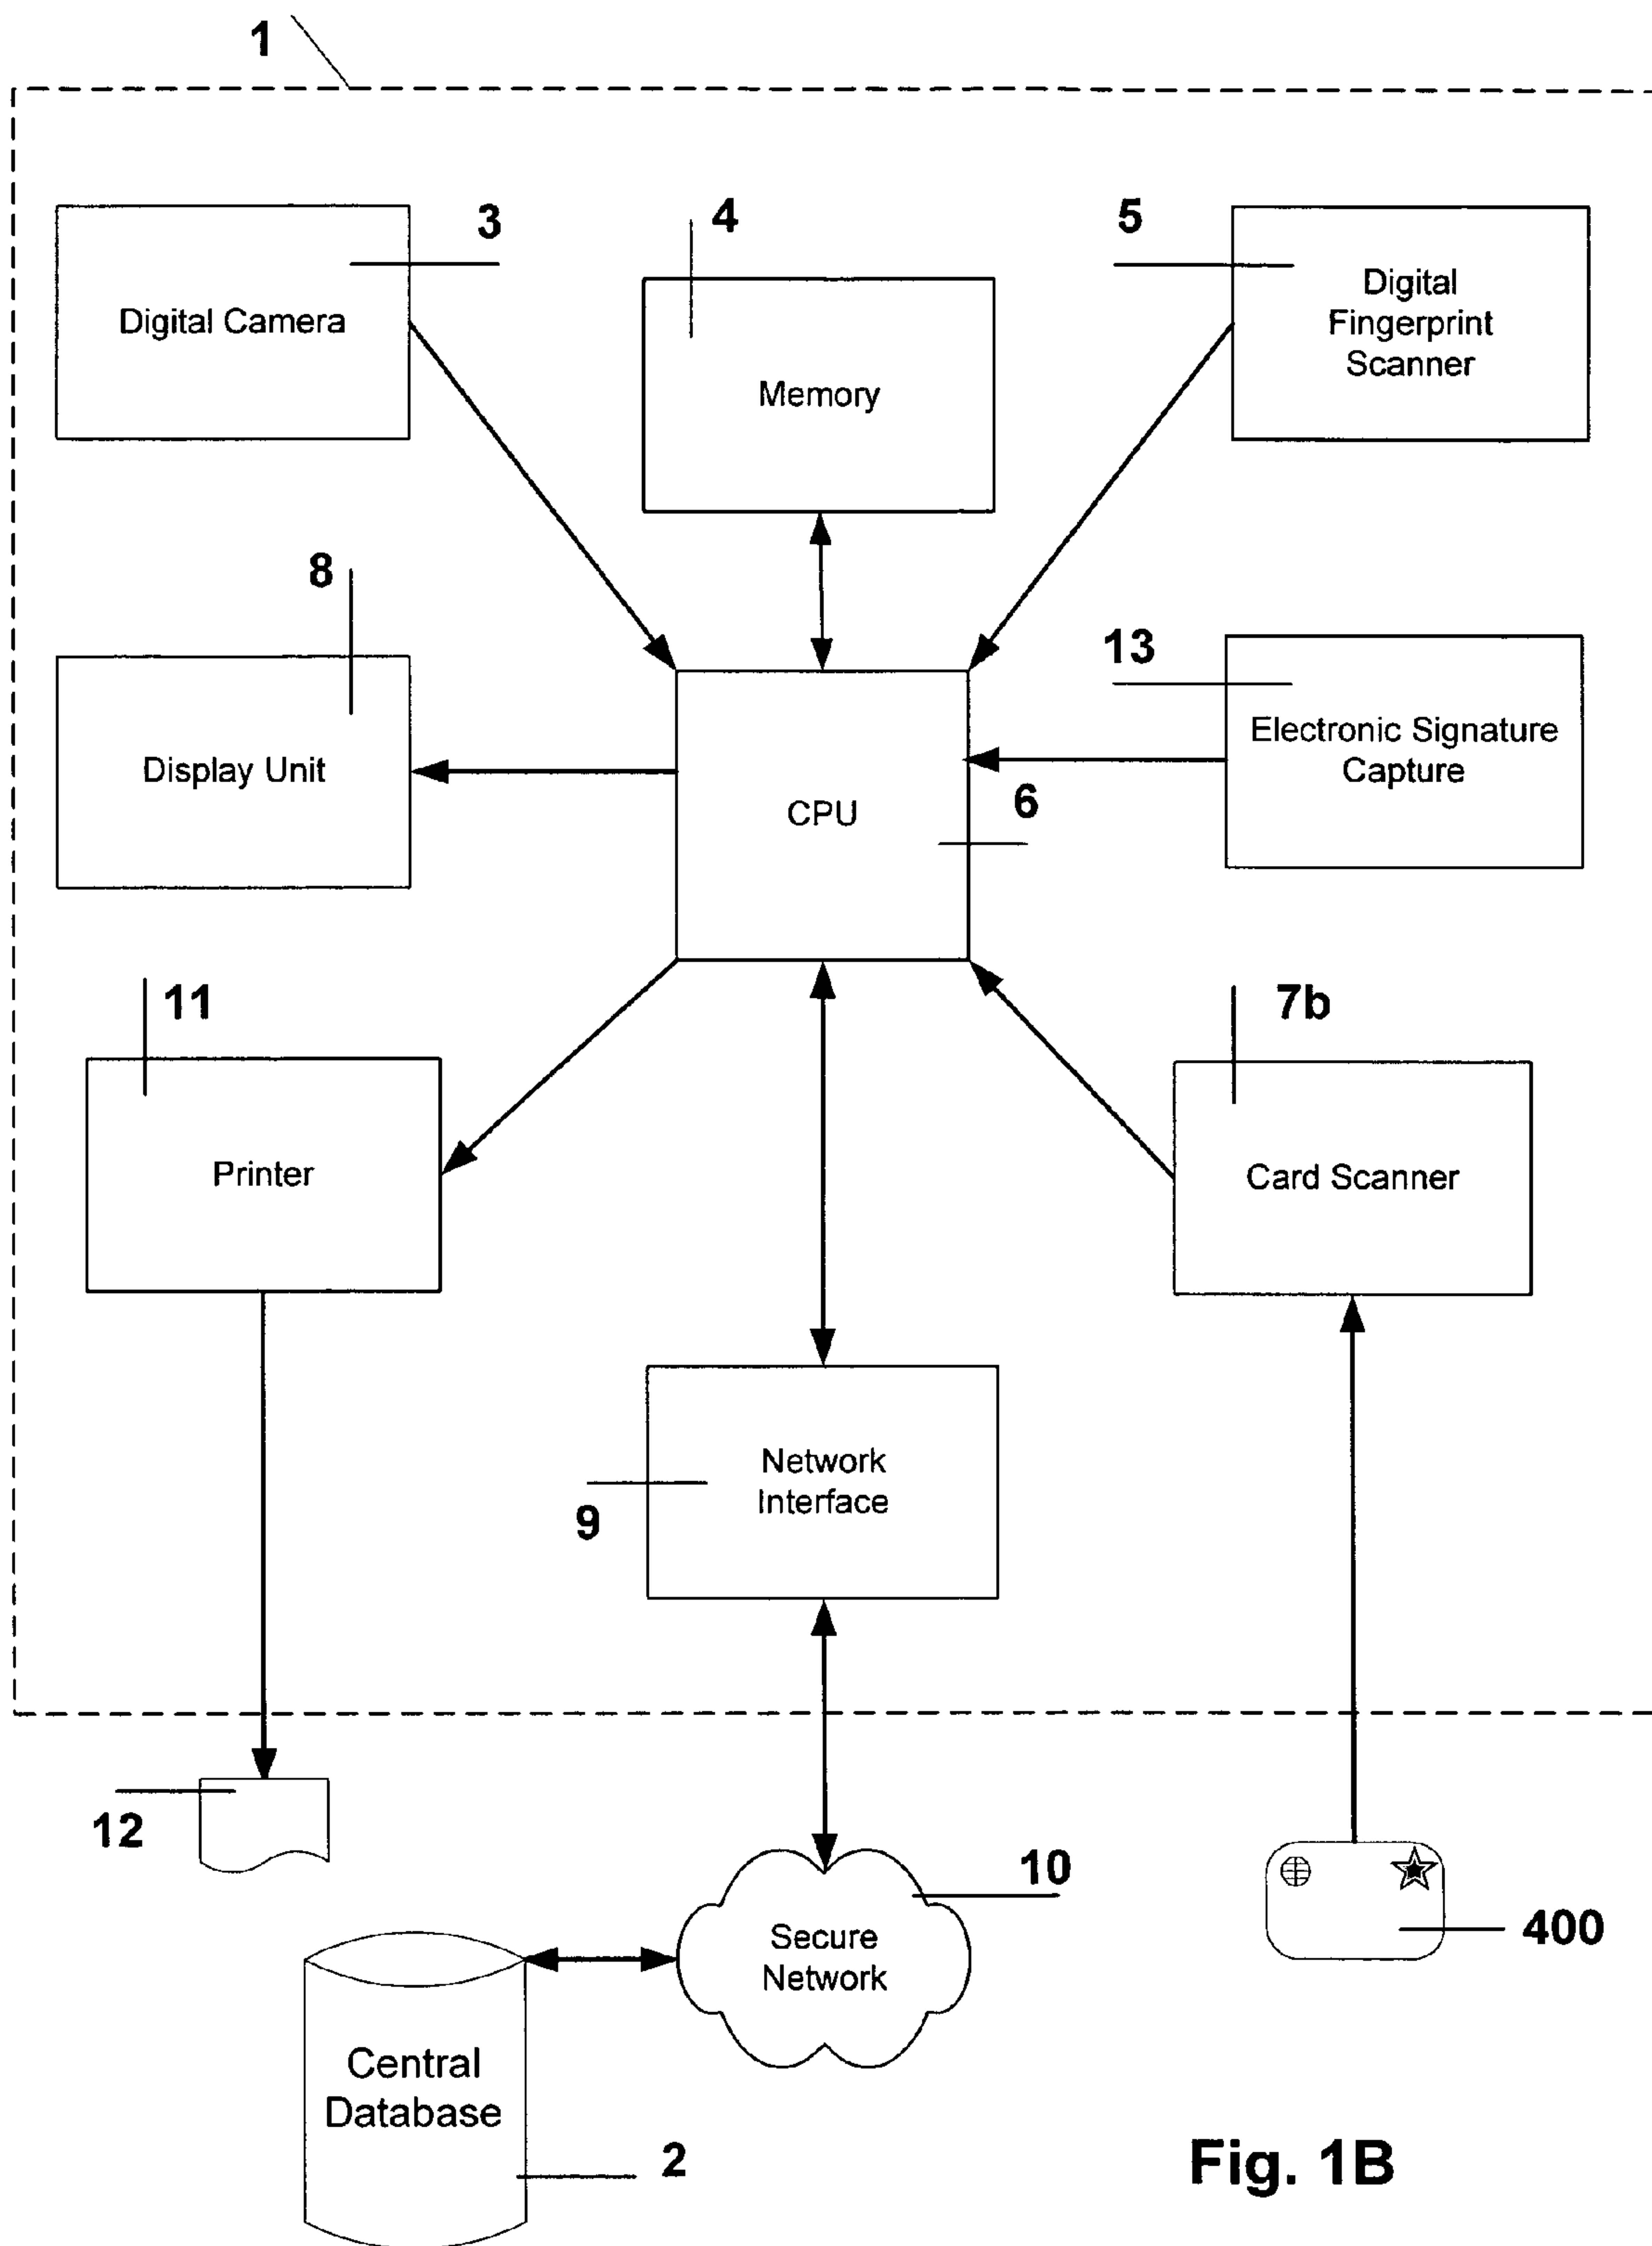 1
3
4
5
Digital Camera
Memory
Digital
Fingerprint
Scanner
8
13
Display Unit
CPU
6
Electronic Signature
Capture
11
7b
Printer
Card Scanner
Network
Interface
9
12
10
Secure
Network
400
Central
Database
2
Fig. 1B